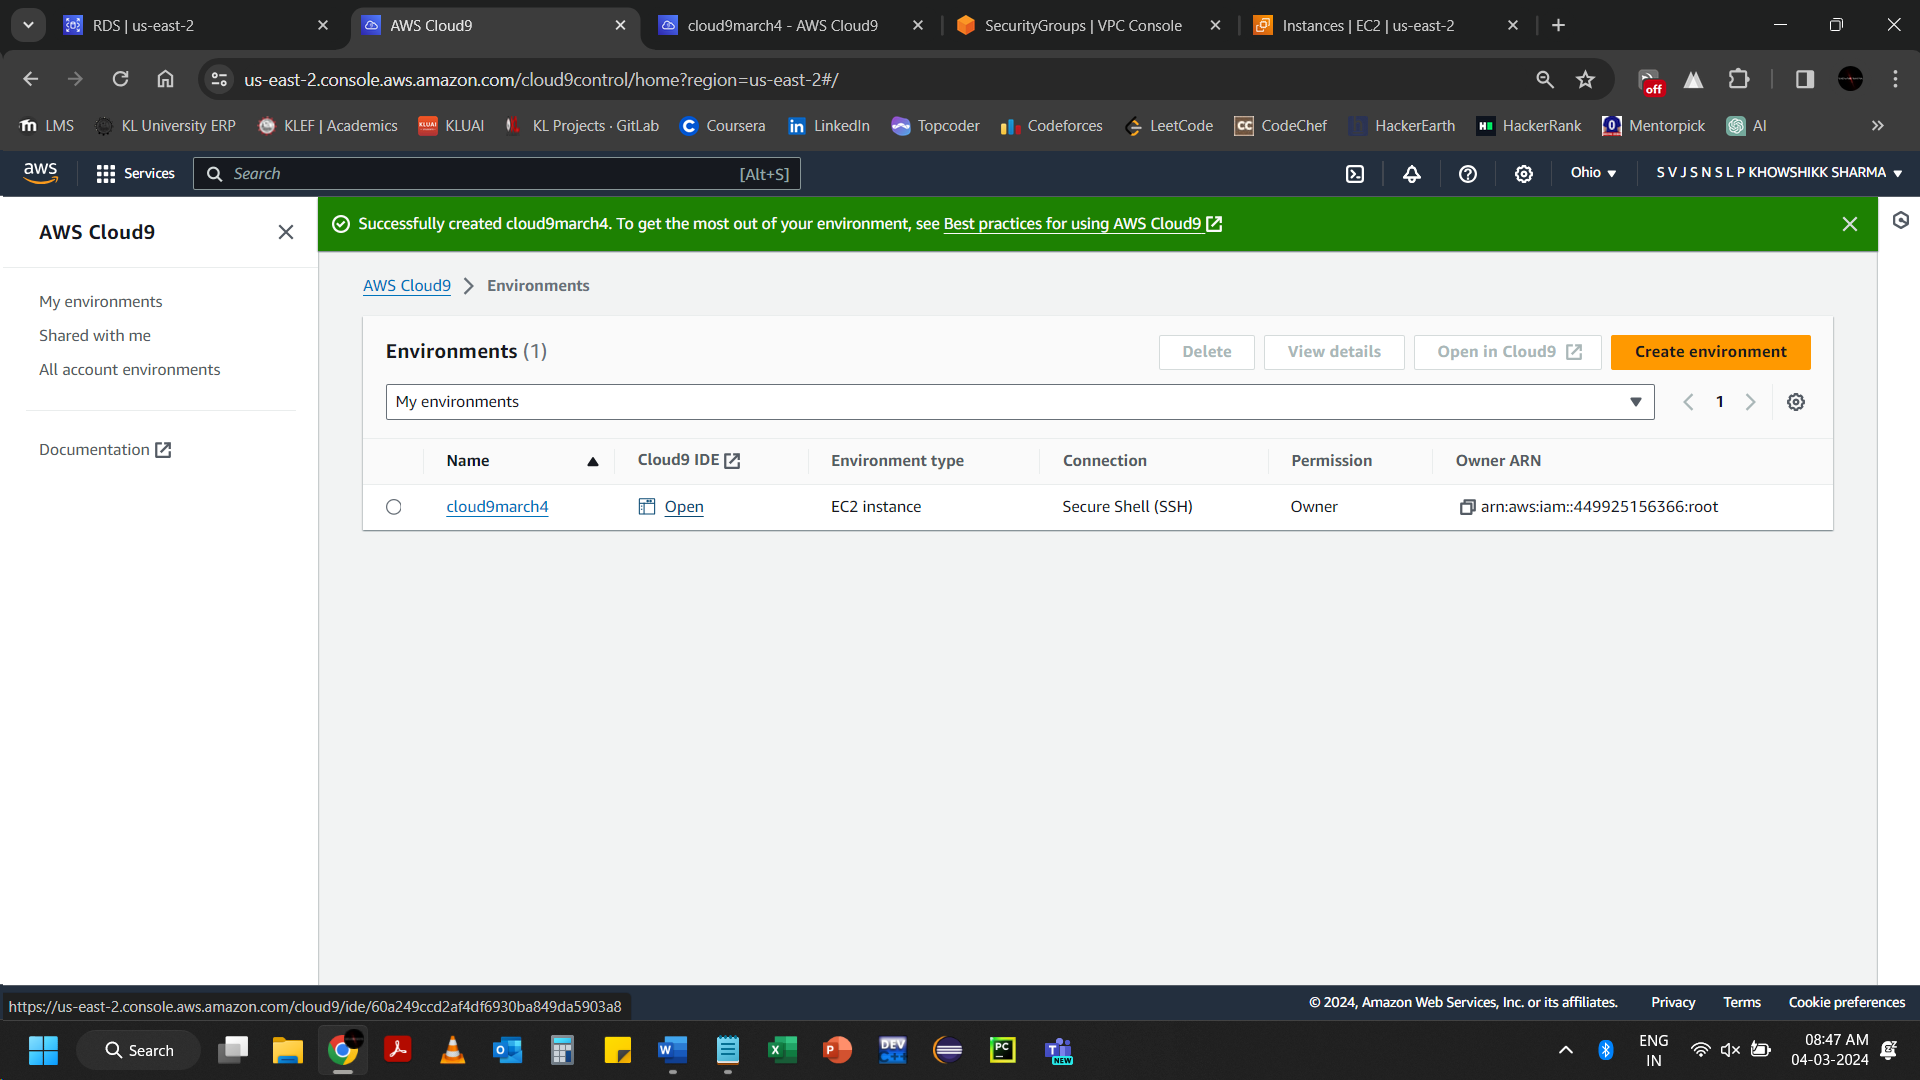 RDS | us-east-2
AWS Cloud9
cloud9march4 - AWS Cloud9
SecurityGroups | VPC Console
Instances | EC2 | us-east-2
us-east-2.console.aws.amazon.com/cloud9control/home?region=us-east-2#/
off
LMS
KL University ERP
KLEF | Academics
KLUAI
KLUAI
KL Projects · GitLab
Coursera
LinkedIn
Topcoder
Codeforces
LeetCode
CC
CodeChef
HackerEarth
HackerRank
Mentorpick
AI
aws
Services
Search
[Alt+S]
Ohio
S V J S N S L P KHOWSHIKK SHARMA
AWS Cloud9
Successfully created cloud9march4. To get the most out of your environment, see Best practices for using AWS Cloud9
My environments
Shared with me
All account environments
Documentation
AWS Cloud9
Environments
Environments (1)
Delete
View details
Open in Cloud9
Create environment
My environments
1
Name
Cloud9 IDE
Environment type
Connection
Permission
Owner ARN
cloud9march4
Open
EC2 instance
Secure Shell (SSH)
Owner
arn:aws:iam::449925156366:root
https://us-east-2.console.aws.amazon.com/cloud9/ide/60a249ccd2af4df6930ba849da5903a8
© 2024, Amazon Web Services, Inc. or its affiliates.
Privacy
Terms
Cookie preferences
Search
DEV
PC
NEW
ENG
IN
08:47 AM
04-03-2024